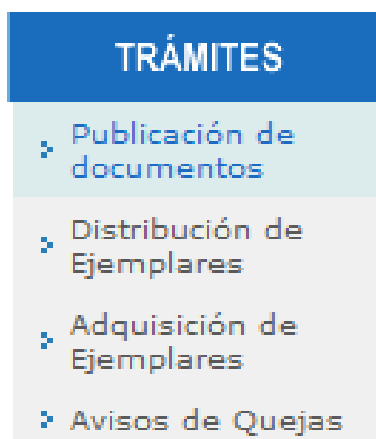 TRÁMITES
Publicación de
documentos
Distribución de
Ejemplares
Adquisición de
Ejemplares
Avisos de Quejas